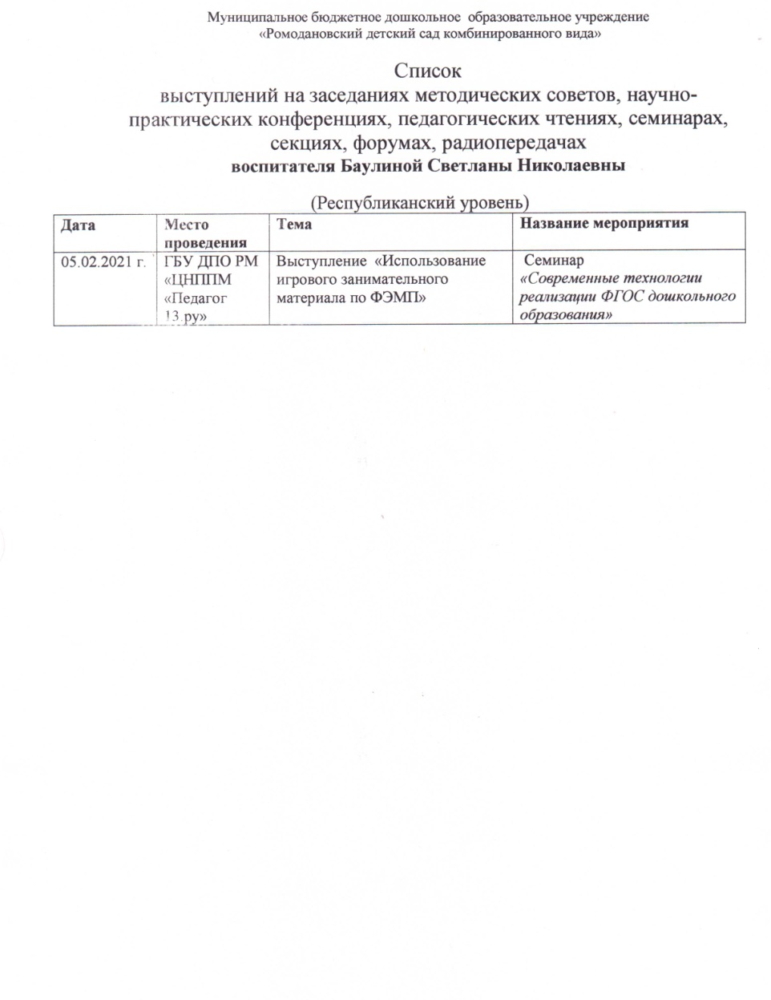 Муниципальное бюджетное дошкольное образовательное учреждение
«Ромодановский детский сад комбинированного вида»
Список
выступлений на заседаниях методических советов, научно-
практических конференциях, педагогических чтениях, семинарах,
секциях, форумах, радиопередачах
воспитателя Баулиной Светланы Николаевны
(Республиканский уровень)
Дата
Место
проведения
Тема
Название мероприятия
05.02.2021 г.
ГБУ ДПО РМ
«ЦНППМ
«Педагог
13.ру»
Выступление «Использование
игрового занимательного
материала по ФЭМП»
Семинар
«Современные технологии
реализации ФГОС дошкольного
образования»